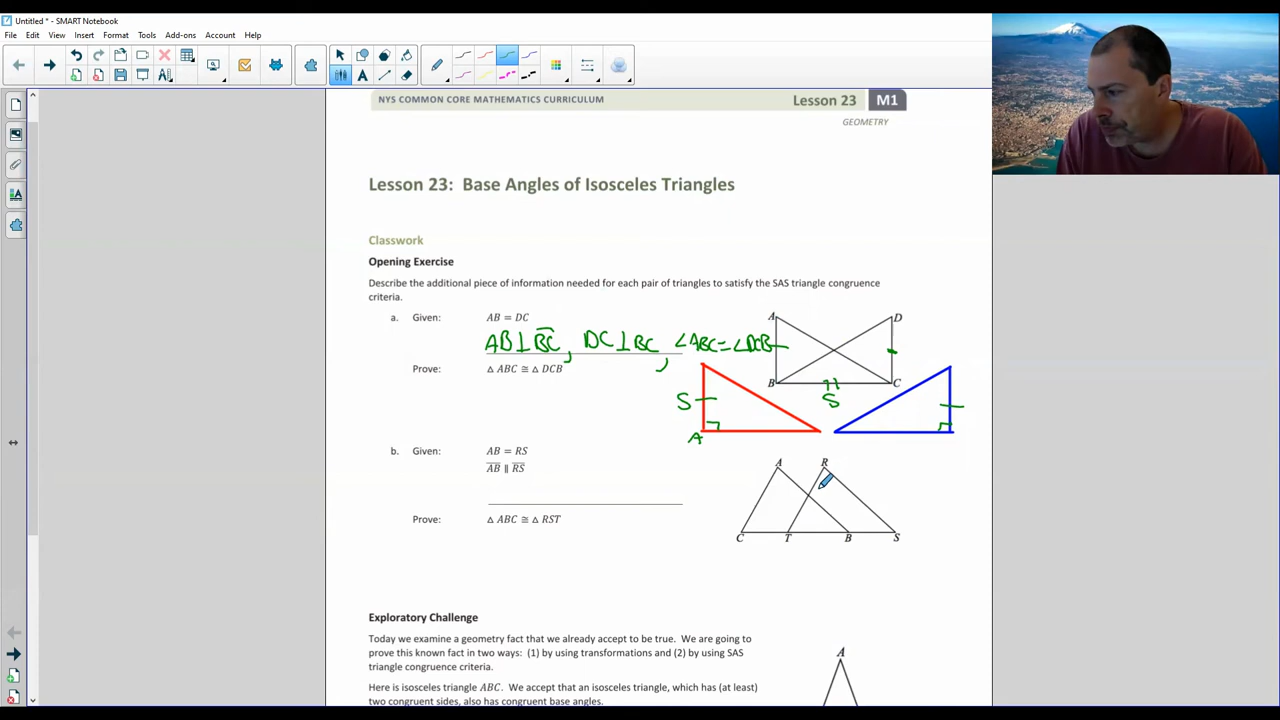 Untitled * - SMART Notebook
File Edit View Insert Format Tools Add-ons Account Help
NYS COMMON CORE MATHEMATICS CURRICULUM Lesson 23 M1
GEOMETRY
Lesson 23: Base Angles of Isosceles Triangles
Classwork
Opening Exercise
Describe the additional piece of information needed for each pair of triangles to satisfy the SAS triangle congruence
criteria.
a. Given: AB = DC
AB⊥BC, DC⊥BC, ∠ABC=∠DCB
Prove: △ ABC ≅ △ DCB
A D
B C
S
S
A
b. Given: AB = RS
AB ∥ RS
Prove: △ ABC ≅ △ RST
A R
C T B S
Exploratory Challenge
Today we examine a geometry fact that we already accept to be true. We are going to
prove this known fact in two ways: (1) by using transformations and (2) by using SAS
triangle congruence criteria.
Here is isosceles triangle ABC. We accept that an isosceles triangle, which has (at least)
two congruent sides, also has congruent base angles.
A